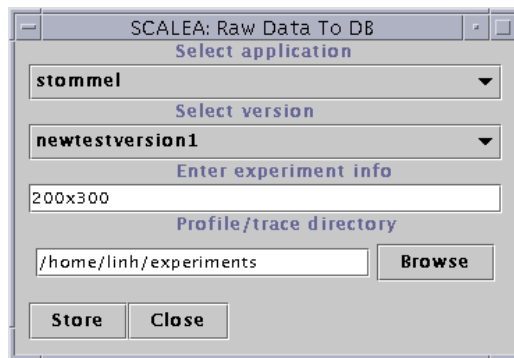 SCALEA: Raw Data To DB
Select application
stommel
Select version
newtestversion1
Enter experiment info
200x300
Profile/trace directory
/home/linh/experiments Browse
Store Close